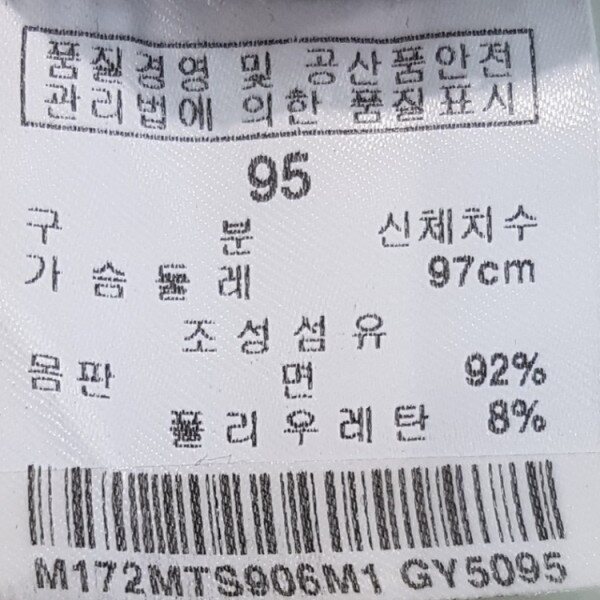 품질경영 및 공산품안전
관리법에 의한 품질표시
95
구 분 신체치수
가슴둘레 97cm
조성섬유
몸판 면 92%
폴리우레탄 8%
M172MTS906M1 GY5095